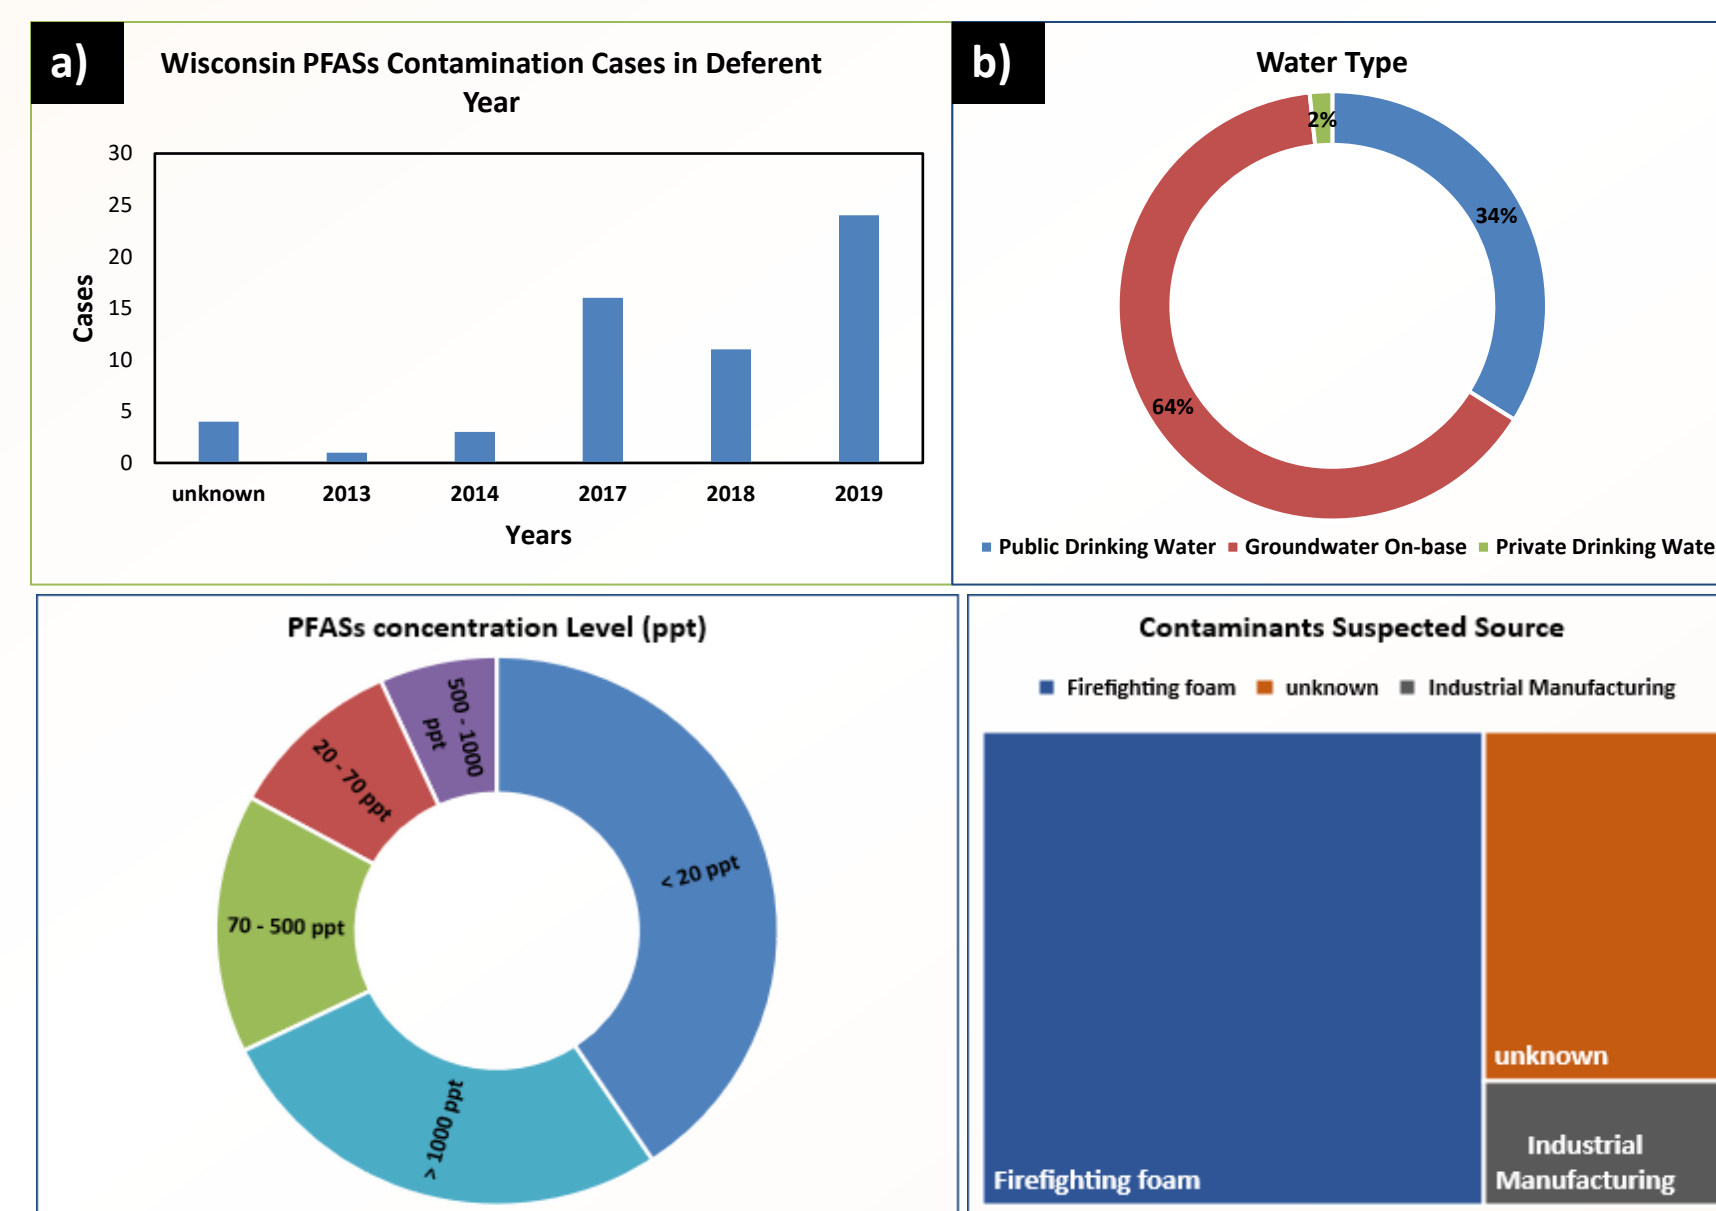 a)
Wisconsin PFASs Contamination Cases in Deferent
Year
30
25
20
15
10
5
0
Cases
unknown 2013 2014 2017 2018 2019
Years
b)
Water Type
2%
34%
64%
Public Drinking Water Groundwater On-base Private Drinking Wate
PFASs concentration Level (ppt)
500 - 1000
ppt
20 - 70 ppt
< 20 ppt
70 - 500 ppt
> 1000 ppt
Contaminants Suspected Source
Firefighting foam unknown Industrial Manufacturing
unknown
Industrial
Manufacturing
Firefighting foam